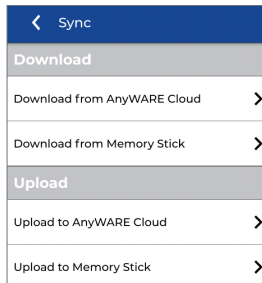 Sync
Download
Download from AnyWARE Cloud
Download from Memory Stick
Upload
Upload to AnyWARE Cloud
Upload to Memory Stick